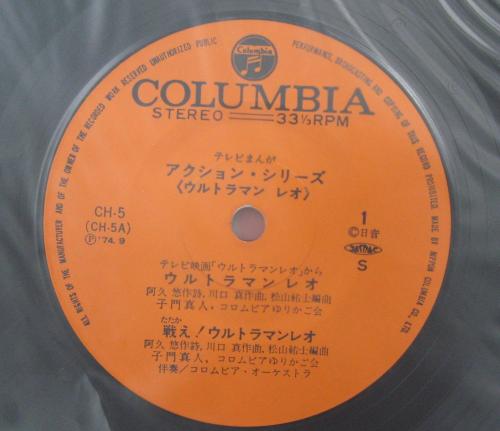 ALL RIGHTS OF THE MANUFACTURER AND OF THE OWNER OF THE RECORDED WORK RESERVED UNAUTHORIZED PUBLIC PERFORMANCE, BROADCASTING AND COPYING OF THIS RECORD PROHIBITED. MADE BY NIPPON COLUMBIA CO., LTD.
Columbia
COLUMBIA
STEREO 33⅓RPM
テレビまんが
アクション・シリーズ
〈ウルトラマン レオ〉
CH-5
(CH-5A)
Ⓟ'74.9
1
©日音
JASRAC
S
テレビ映画「ウルトラマンレオ」から
ウルトラマンレオ
阿久 悠作詩, 川口 真作曲, 松山祐士編曲
子門真人, コロムビアゆりかご会
たたか
戦え!ウルトラマンレオ
阿久 悠作詩, 川口 真作曲, 松山祐士編曲
子門真人, コロムビアゆりかご会
伴奏/コロムビア・オーケストラ